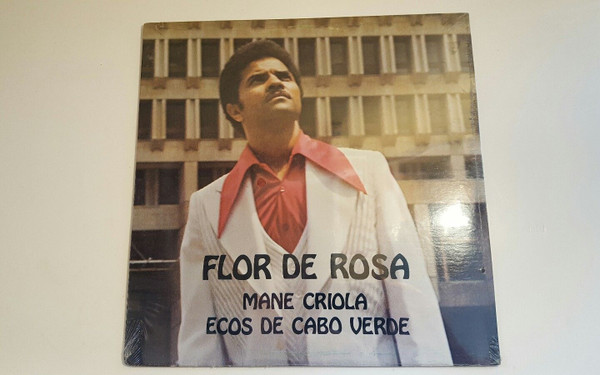 FLOR DE ROSA
MANE CRIOLA
ECOS DE CABO VERDE